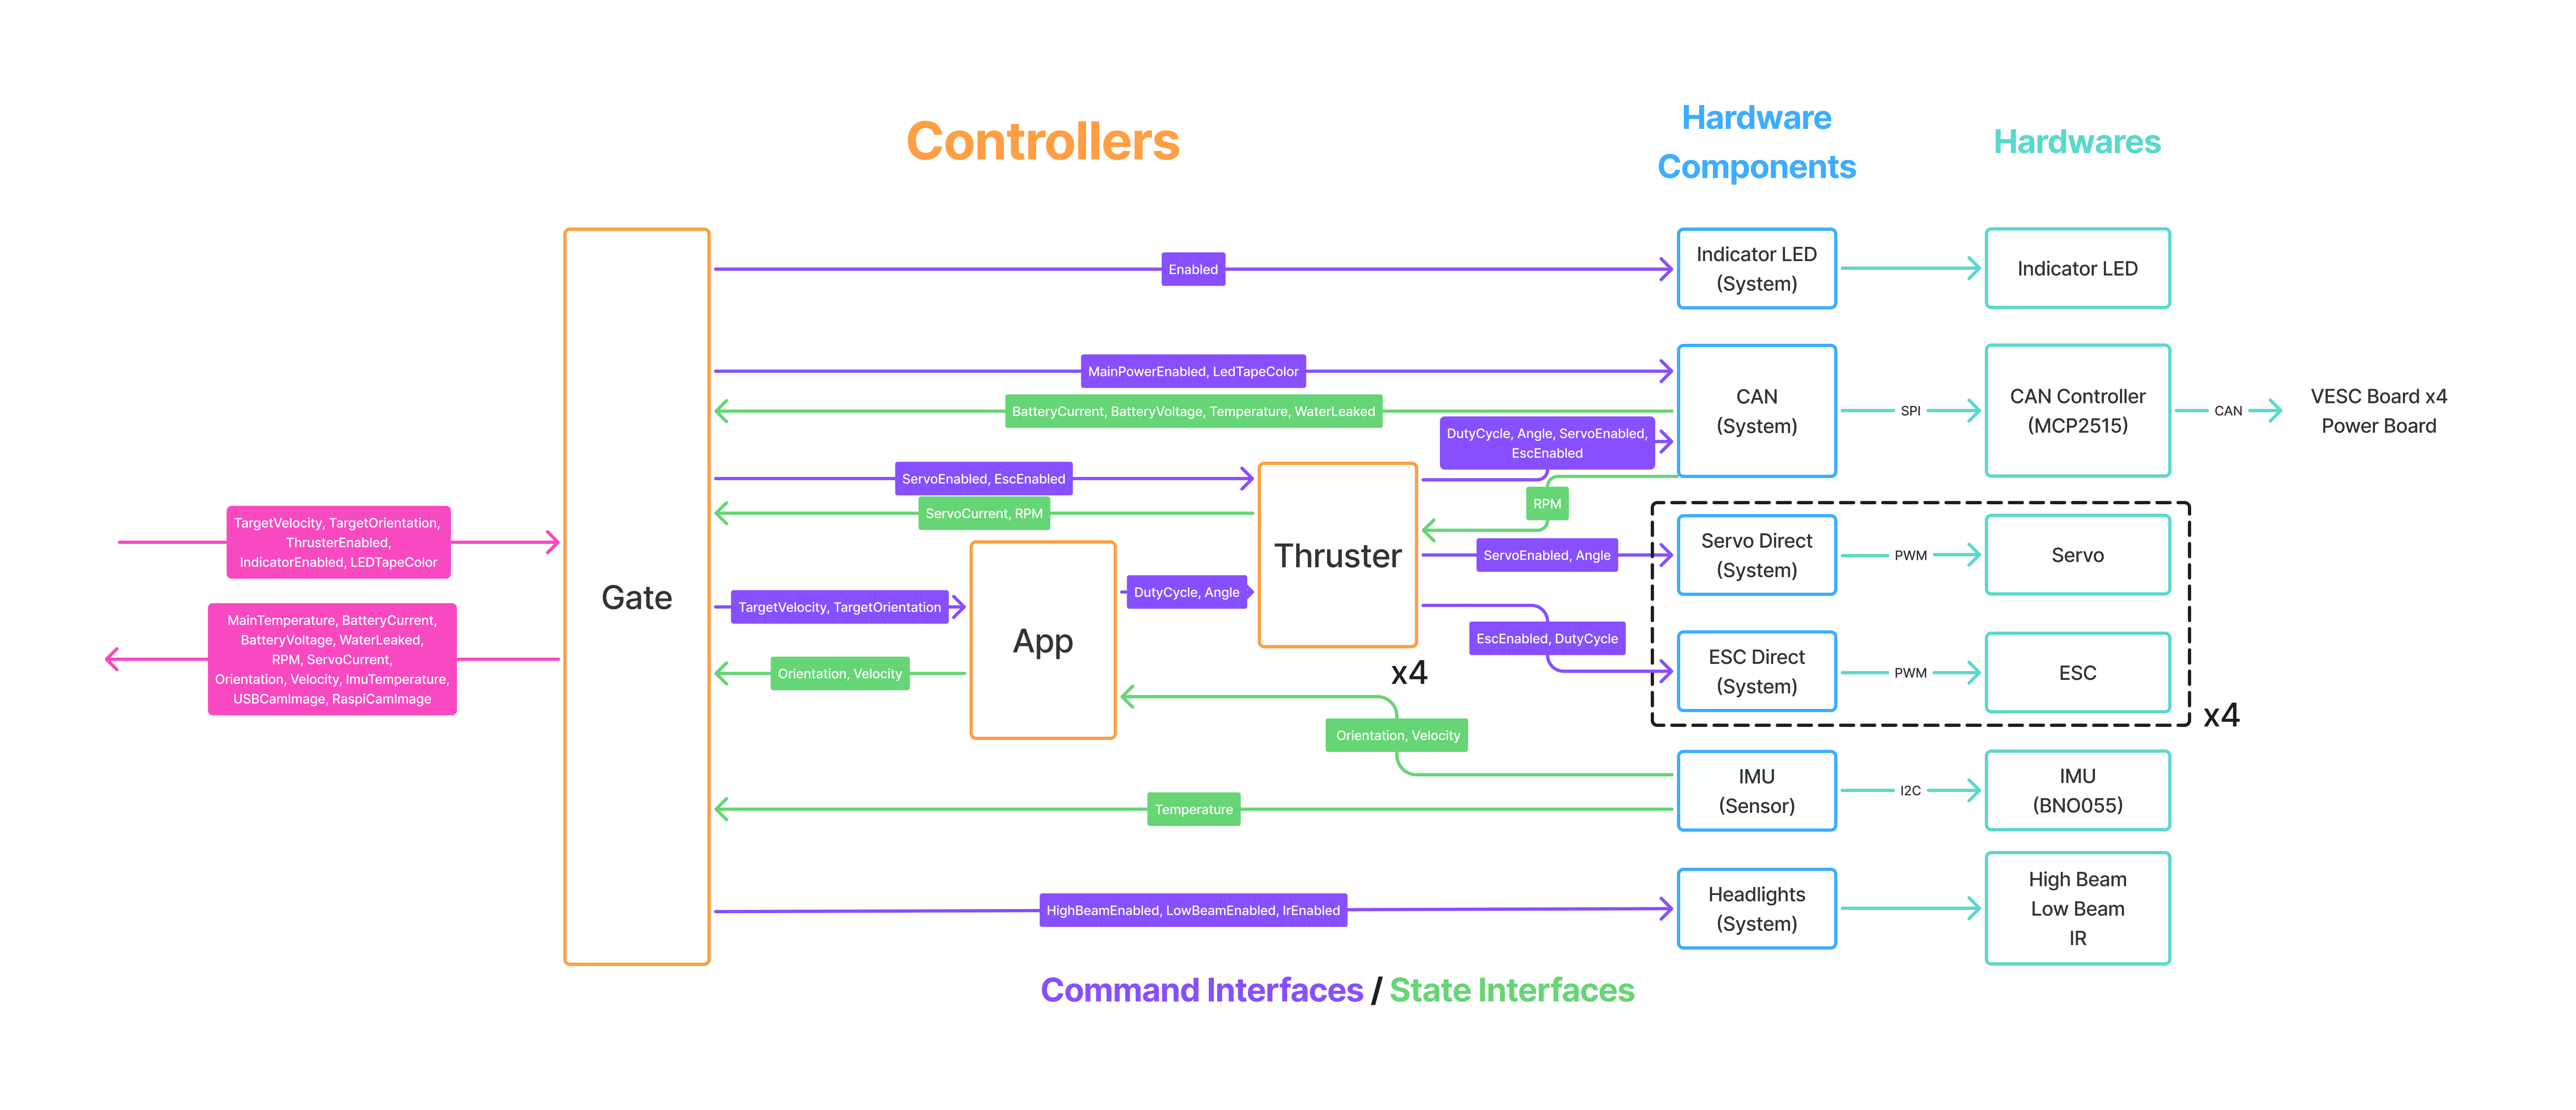 Controllers
Hardware
Components
Hardwares
Enabled
Indicator LED
(System)
Indicator LED
MainPowerEnabled, LedTapeColor
BatteryCurrent, BatteryVoltage, Temperature, WaterLeaked
CAN
(System)
SPI
CAN Controller
(MCP2515)
CAN
VESC Board x4
Power Board
DutyCycle, Angle, ServoEnabled,
EscEnabled
ServoEnabled, EscEnabled
ServoCurrent, RPM
RPM
TargetVelocity, TargetOrientation,
ThrusterEnabled,
IndicatorEnabled, LEDTapeColor
Gate
Thruster
x4
ServoEnabled, Angle
Servo Direct
(System)
PWM
Servo
TargetVelocity, TargetOrientation
App
DutyCycle, Angle
EscEnabled, DutyCycle
ESC Direct
(System)
PWM
ESC
x4
MainTemperature, BatteryCurrent,
BatteryVoltage, WaterLeaked,
RPM, ServoCurrent,
Orientation, Velocity, ImuTemperature,
USBCamImage, RaspiCamImage
Orientation, Velocity
Orientation, Velocity
IMU
(Sensor)
I2C
IMU
(BNO055)
Temperature
HighBeamEnabled, LowBeamEnabled, IrEnabled
Headlights
(System)
High Beam
Low Beam
IR
Command Interfaces / State Interfaces